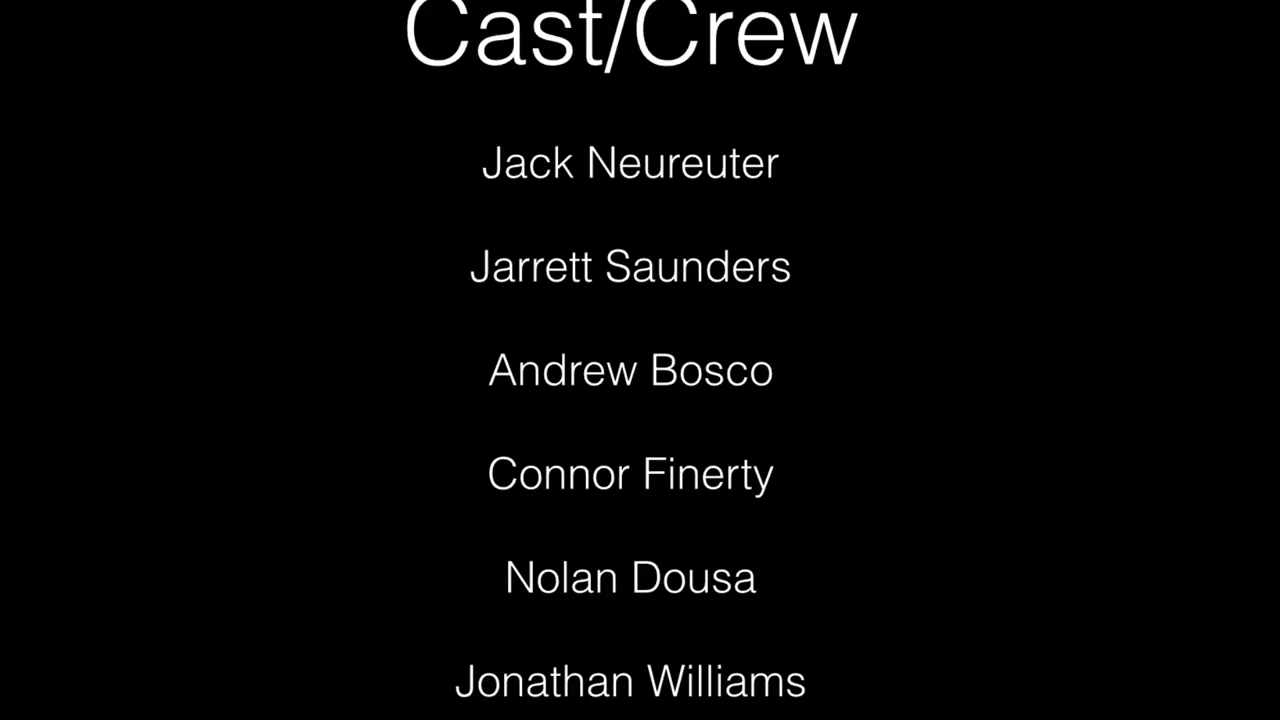 Cast/Crew
Jack Neureuter
Jarrett Saunders
Andrew Bosco
Connor Finerty
Nolan Dousa
Jonathan Williams